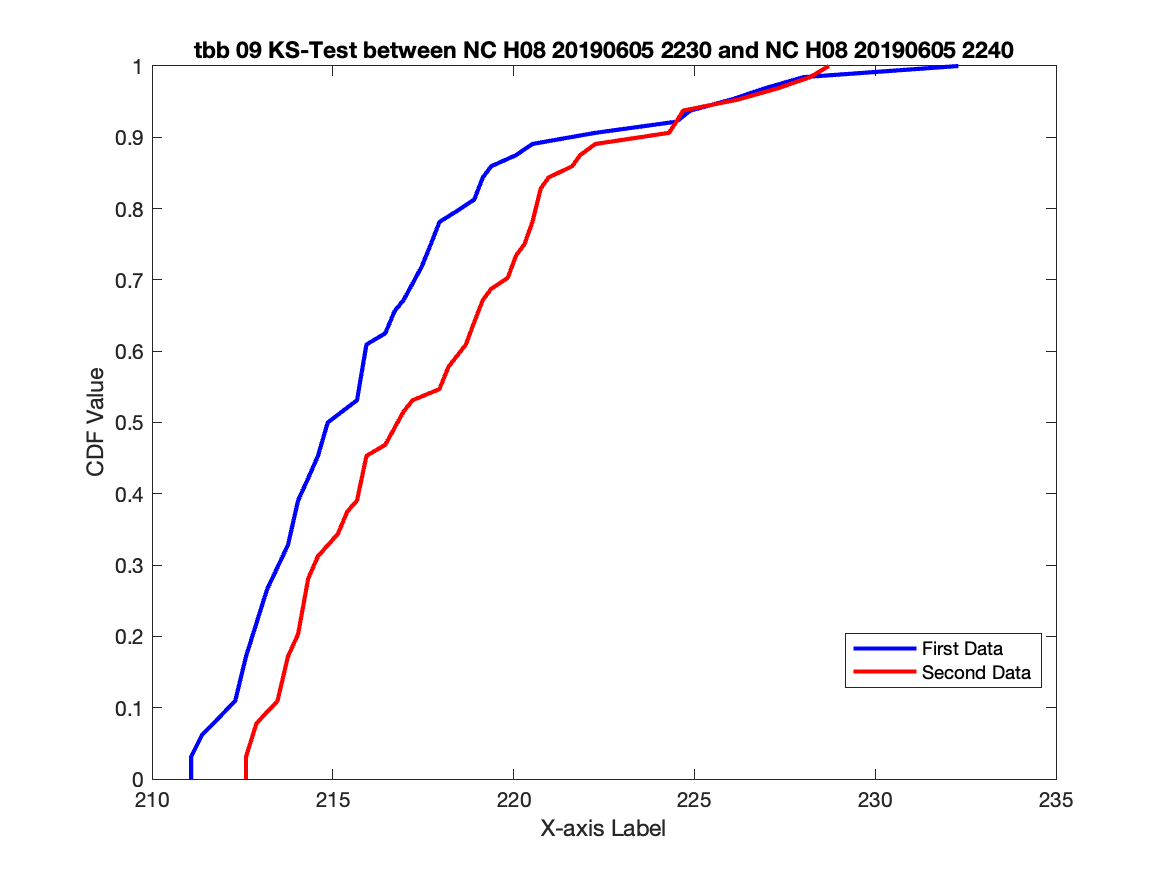 tbb 09 KS-Test between NC H08 20190605 2230 and NC H08 20190605 2240
1
0.9
0.8
0.7
0.6
0.5
0.4
0.3
0.2
0.1
0
CDF Value
First Data
Second Data
210 215 220 225 230 235
X-axis Label